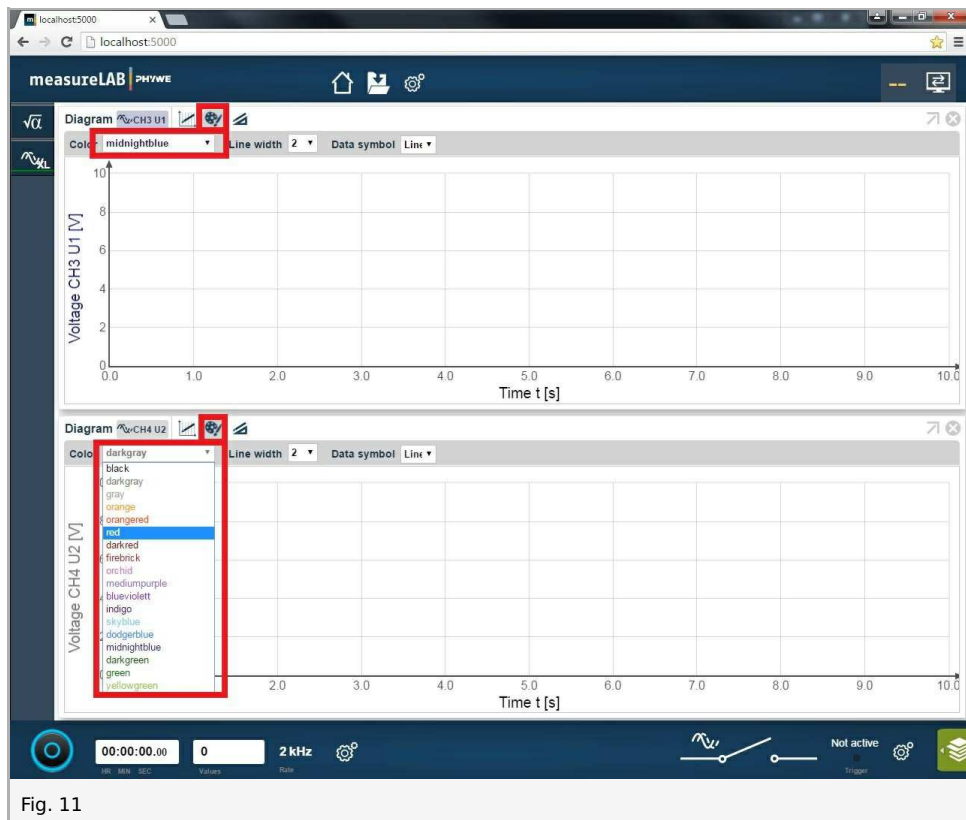 localhost:5000
localhost:5000
measureLAB PHYWE
--
√α
Diagram CH3 U1
Color midnightblue Line width 2 Data symbol Line
XL
10
8
6
4
2
0
Voltage CH3 U1 [V]
0.0 1.0 2.0 3.0 4.0 5.0 6.0 7.0 8.0 9.0 10.0
Time t [s]
Diagram CH4 U2
Colo darkgray Line width 2 Data symbol Line
black
darkgray
gray
orange
orangered
red
darkred
firebrick
orchid
mediumpurple
blueviolett
indigo
skyblue
dodgerblue
midnightblue
darkgreen
green
yellowgreen
Voltage CH4 U2 [V]
2.0 3.0 4.0 5.0 6.0 7.0 8.0 9.0 10.0
Time t [s]
00:00:00.00 0 2 kHz Not active
HR MIN SEC Values Rate Trigger
Fig. 11